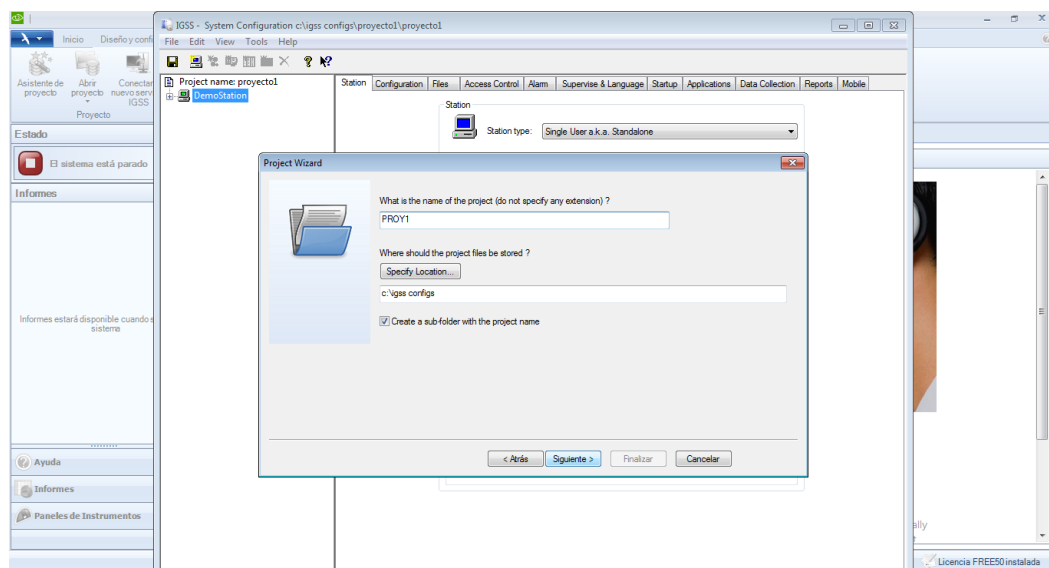 IGSS - System Configuration c:\igss configs\proyecto1\proyecto1
Inicio Diseño y confi
File Edit View Tools Help
Asistente de proyecto
Abrir proyecto
Conectar nuevo serv IGSS
Proyecto
Project name: proyecto1
DemoStation
Station Configuration Files Access Control Alarm Supervise & Language Startup Applications Data Collection Reports Mobile
Station
Station type: Single User a.k.a. Standalone
Estado
El sistema está parado
Informes
Informes estará disponible cuando s
sistema
Project Wizard
What is the name of the project (do not specify any extension) ?
PROY1
Where should the project files be stored ?
Specify Location...
c:\igss configs
Create a sub-folder with the project name
< Atrás Siguiente > Finalizar Cancelar
Ayuda
Informes
Paneles de Instrumentos
ally
Licencia FREE50 instalada